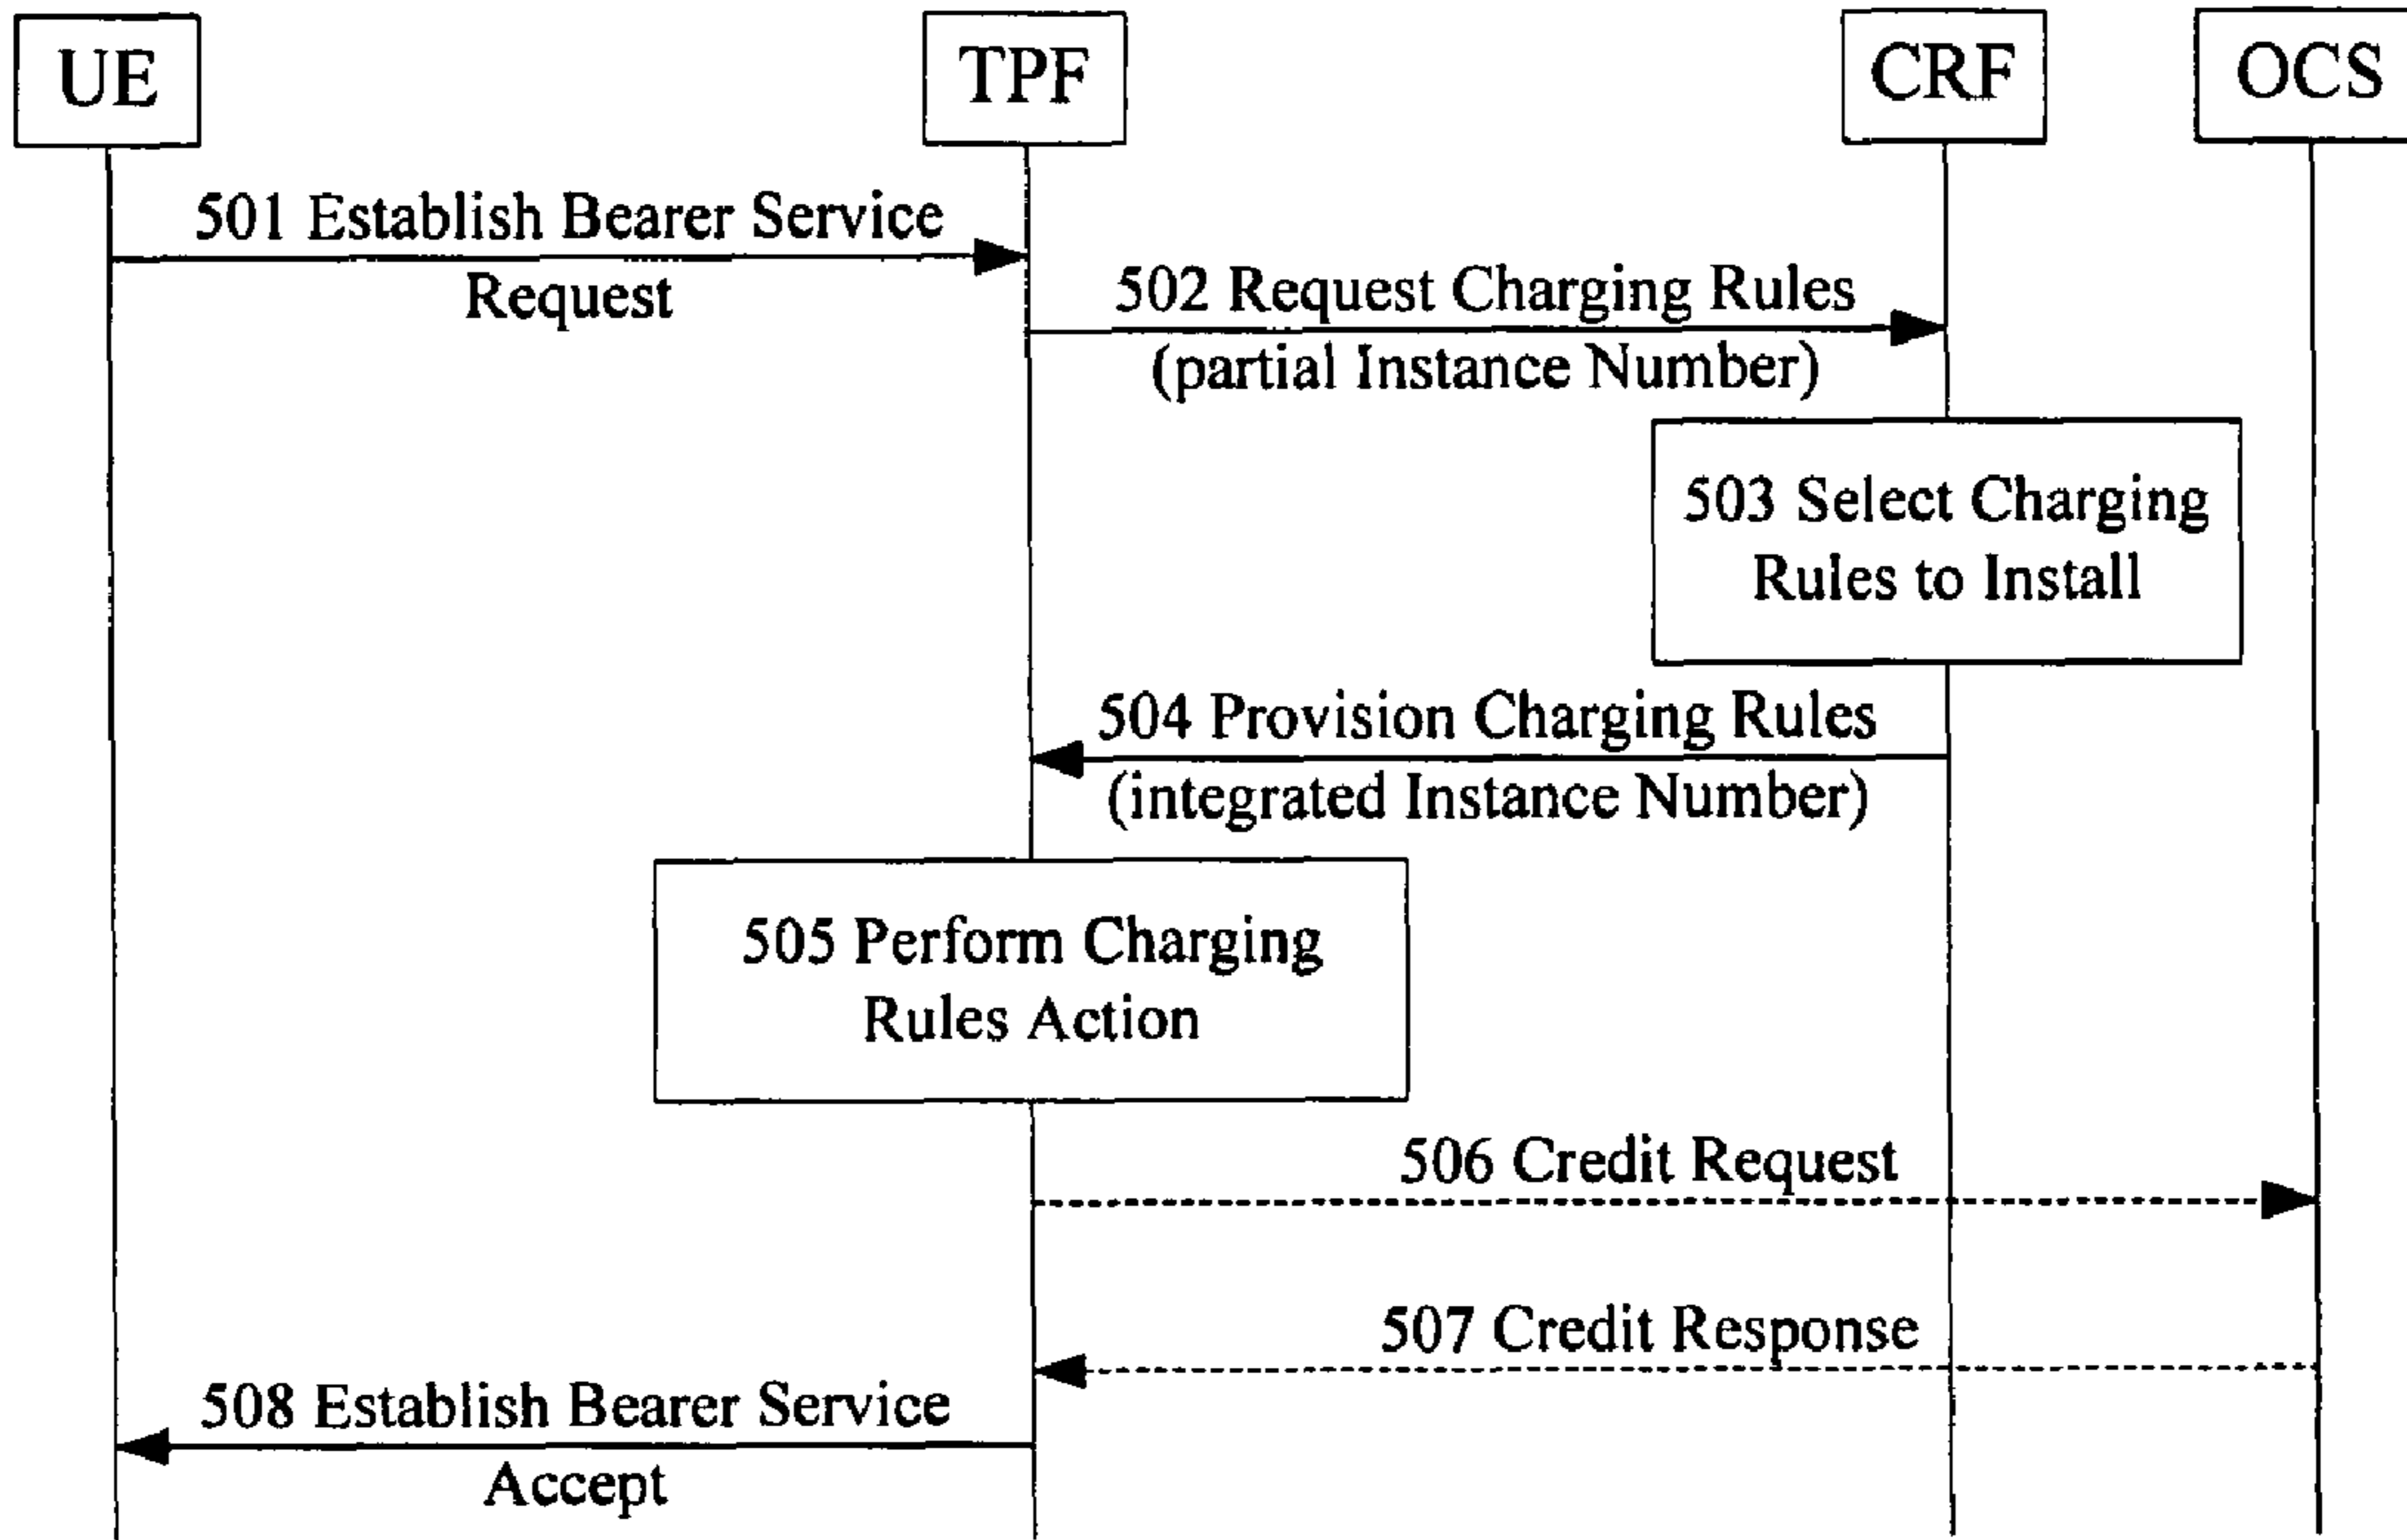 UE
TPF
CRF
OCS
501 Establish Bearer Service
Request
502 Request Charging Rules
(partial Instance Number)
503 Select Charging
Rules to Install
504 Provision Charging Rules
(integrated Instance Number)
505 Perform Charging
Rules Action
506 Credit Request
507 Credit Response
508 Establish Bearer Service
Accept